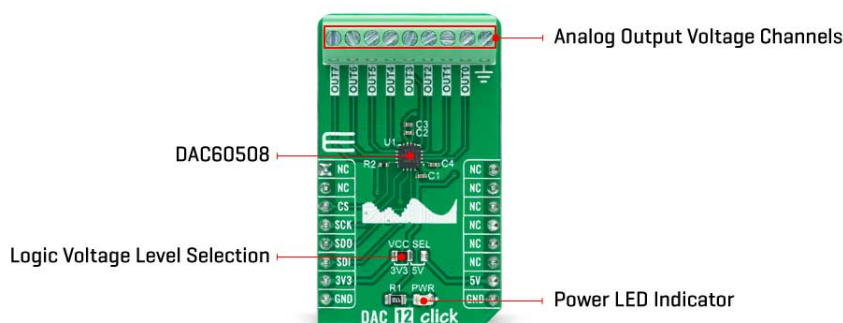 Analog Output Voltage Channels
OUT7 OUT6 OUT5 OUT4 OUT3 OUT2 OUT1 OUT0
C3
C2
U1
DAC60508
R2
C4
C1
NC NC
NC NC
CS NC
SCK NC
SDO NC
SDI NC
3V3 5V
GND GND
VCC SEL
Logic Voltage Level Selection
3V3 5V
R1 PWR
Power LED Indicator
DAC 12 click